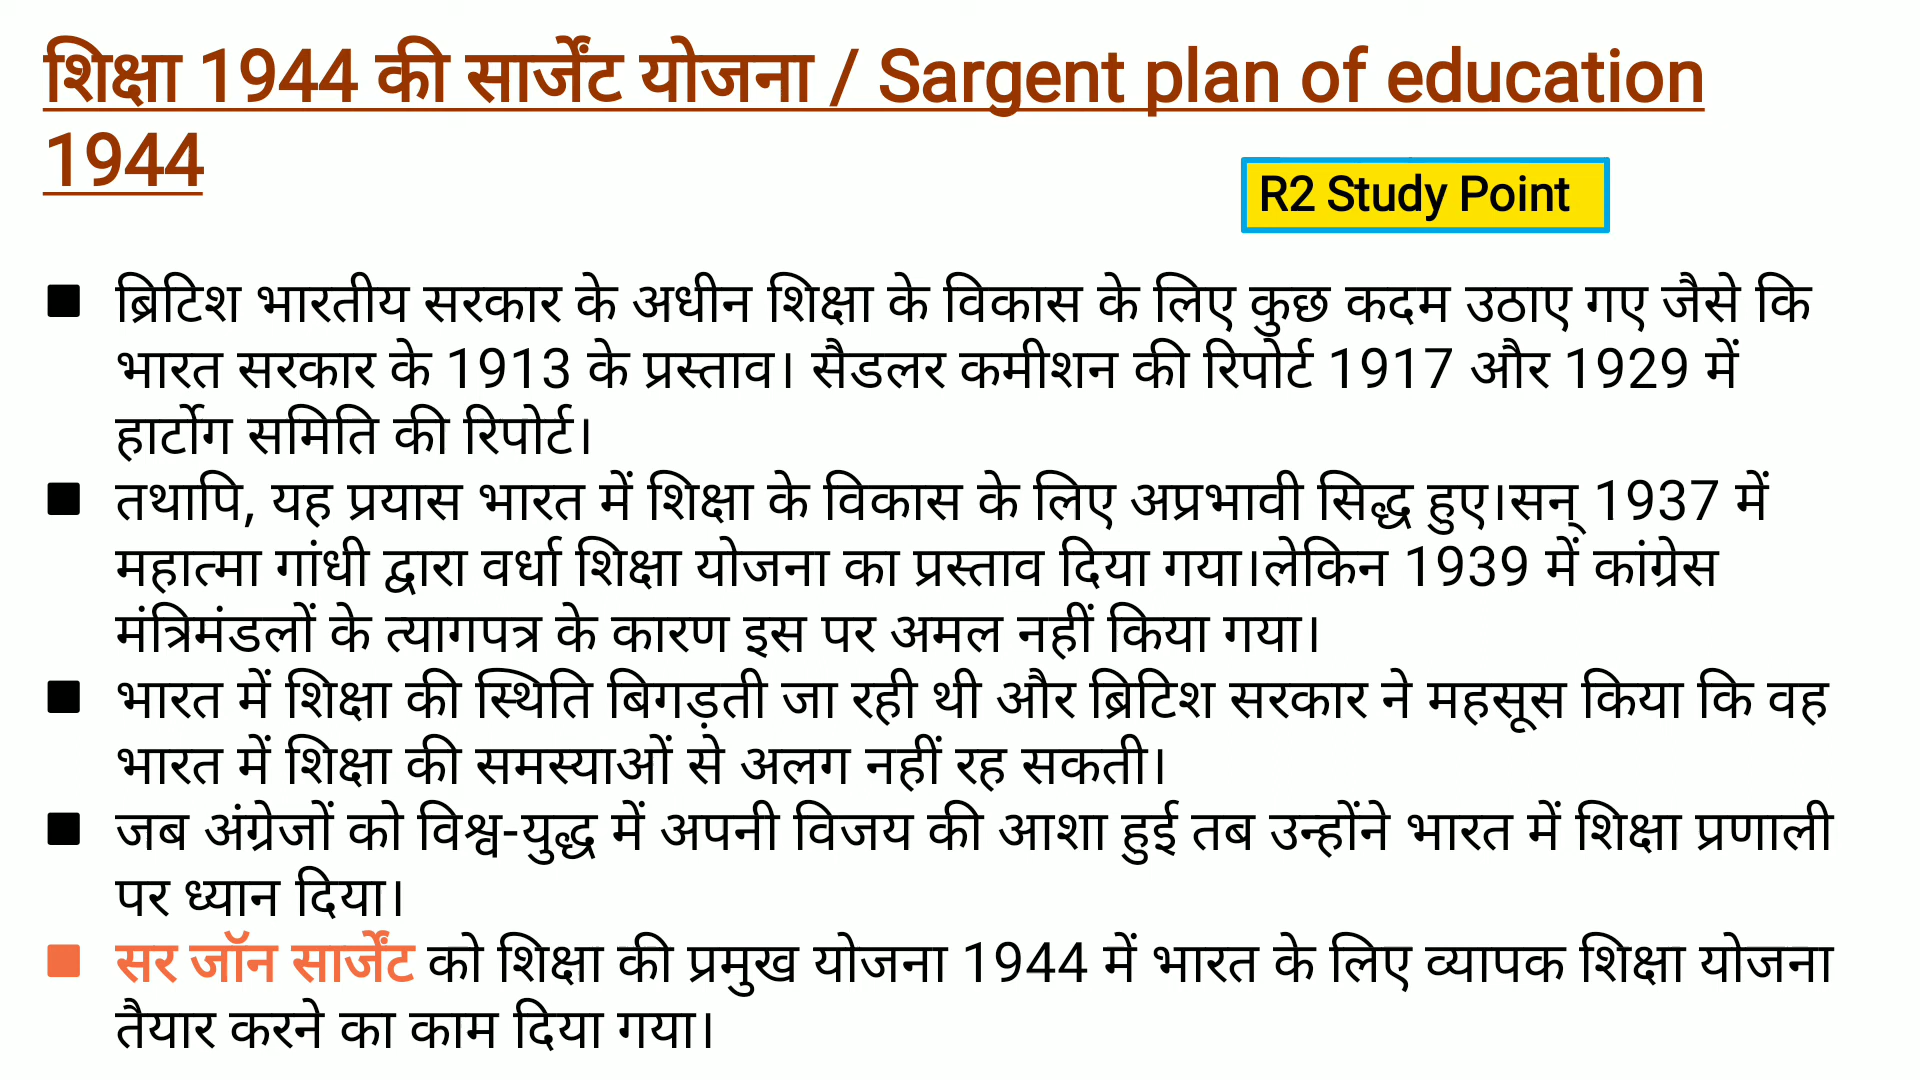 शिक्षा 1944 की सार्जेंट योजना / Sargent plan of education
1944
R2 Study Point
ब्रिटिश भारतीय सरकार के अधीन शिक्षा के विकास के लिए कुछ कदम उठाए गए जैसे कि
भारत सरकार के 1913 के प्रस्ताव। सैडलर कमीशन की रिपोर्ट 1917 और 1929 में
हार्टोग समिति की रिपोर्ट।
तथापि, यह प्रयास भारत में शिक्षा के विकास के लिए अप्रभावी सिद्ध हुए।सन् 1937 में
महात्मा गांधी द्वारा वर्धा शिक्षा योजना का प्रस्ताव दिया गया।लेकिन 1939 में कांग्रेस
मंत्रिमंडलों के त्यागपत्र के कारण इस पर अमल नहीं किया गया।
भारत में शिक्षा की स्थिति बिगड़ती जा रही थी और ब्रिटिश सरकार ने महसूस किया कि वह
भारत में शिक्षा की समस्याओं से अलग नहीं रह सकती।
जब अंग्रेजों को विश्व-युद्ध में अपनी विजय की आशा हुई तब उन्होंने भारत में शिक्षा प्रणाली
पर ध्यान दिया।
सर जॉन सार्जेंट को शिक्षा की प्रमुख योजना 1944 में भारत के लिए व्यापक शिक्षा योजना
तैयार करने का काम दिया गया।